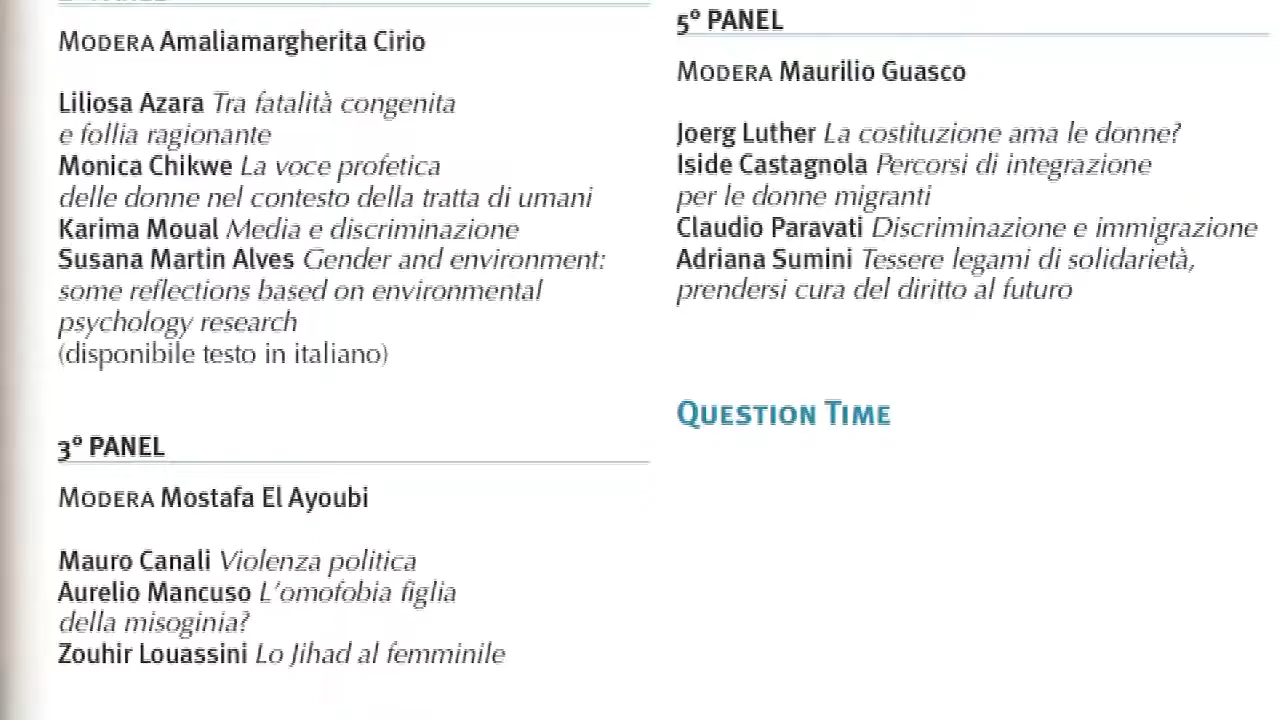 Modera Amaliamargherita Cirio
Liliosa Azara Tra fatalità congenita
e follia ragionante
Monica Chikwe La voce profetica
delle donne nel contesto della tratta di umani
Karima Moual Media e discriminazione
Susana Martin Alves Gender and environment:
some reflections based on environmental
psychology research
(disponibile testo in italiano)
3° PANEL
Modera Mostafa El Ayoubi
Mauro Canali Violenza politica
Aurelio Mancuso L'omofobia figlia
della misoginia?
Zouhir Louassini Lo Jihad al femminile
5° PANEL
Modera Maurilio Guasco
Joerg Luther La costituzione ama le donne?
Iside Castagnola Percorsi di integrazione
per le donne migranti
Claudio Paravati Discriminazione e immigrazione
Adriana Sumini Tessere legami di solidarietà,
prendersi cura del diritto al futuro
Question Time